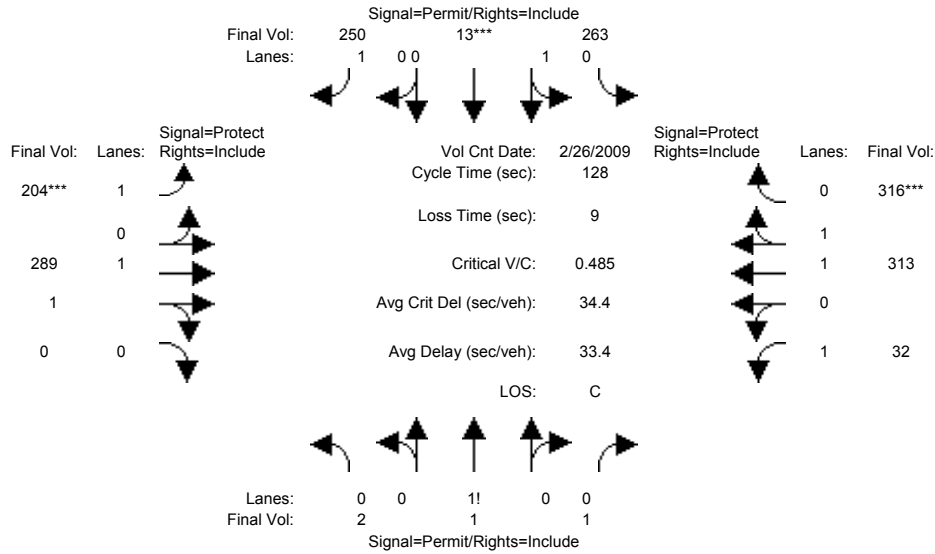 Signal=Permit/Rights=Include
Final Vol: 250 13*** 263
Lanes: 1 0 0 1 0
Signal=Protect Signal=Protect
Final Vol: Lanes: Rights=Include Vol Cnt Date: 2/26/2009 Rights=Include Lanes: Final Vol:
Cycle Time (sec): 128
204*** 1 0 316***
Loss Time (sec): 9
0 1
289 1 Critical V/C: 0.485 1 313
1 Avg Crit Del (sec/veh): 34.4 0
0 0 Avg Delay (sec/veh): 33.4 1 32
LOS: C
Lanes: 0 0 1! 0 0
Final Vol: 2 1 1
Signal=Permit/Rights=Include